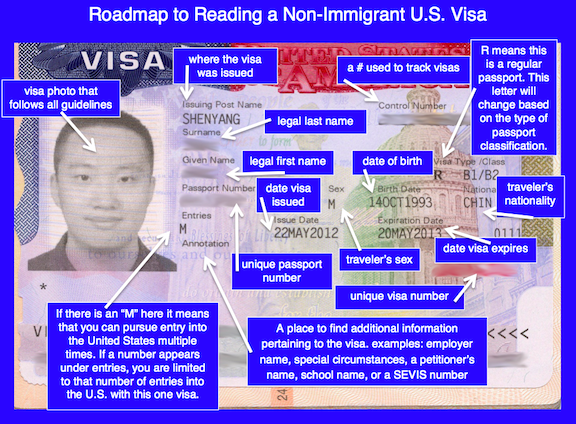 Roadmap to Reading a Non-Immigrant U.S. Visa
VISA
UNITED STATES
AMERICA
visa photo that
follows all guidelines
where the visa
was issued
a # used to track visas
R means this
is a regular
passport. This
letter will
change based
on the type of
passport
classification.
Issuing Post Name
SHENYANG
Control Number
Surname
legal last name
Given Name
legal first name
date of birth
Visa Type /Class
R B1/B2
Passport Number
date visa
issued
Sex
M
Birth Date
14OCT1993
Nationa
CHIN
traveler's
nationality
Entries
M
Issue Date
22MAY2012
Expiration Date
20MAY2013
0111
Annotation
unique passport
number
traveler's sex
date visa expires
unique visa number
*
If there is an "M" here it means
that you can pursue entry into
the United States multiple
times. If a number appears
under entries, you are limited
to that number of entries into
the U.S. with this one visa.
A place to find additional information
pertaining to the visa. examples: employer
name, special circumstances, a petitioner's
name, school name, or a SEVIS number
<<<
24